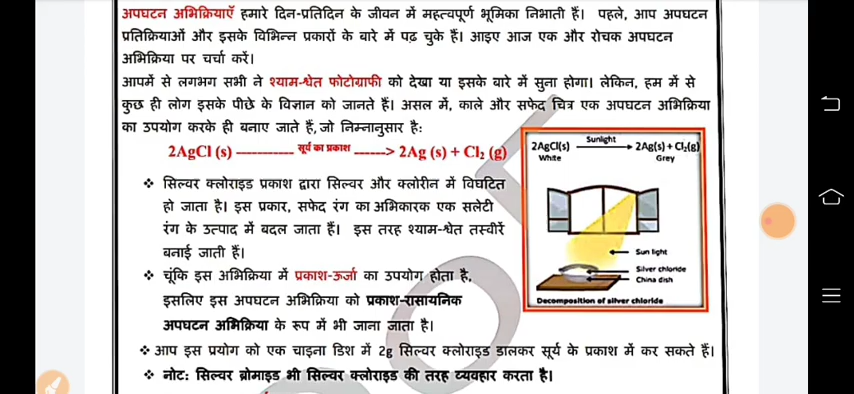 अपघटन अभिक्रियाएँ हमारे दिन-प्रतिदिन के जीवन में महत्वपूर्ण भूमिका निभाती हैं। पहले, आप अपघटन
प्रतिक्रियाओं और इसके विभिन्न प्रकारों के बारे में पढ़ चुके हैं। आइए आज एक और रोचक अपघटन
अभिक्रिया पर चर्चा करें।
आपमें से लगभग सभी ने श्याम-श्वेत फोटोग्राफी को देखा या इसके बारे में सुना होगा। लेकिन, हम में से
कुछ ही लोग इसके पीछे के विज्ञान को जानते हैं। असल में, काले और सफेद चित्र एक अपघटन अभिक्रिया
का उपयोग करके ही बनाए जाते हैं, जो निम्नानुसार है:
2AgCl (s) ----------- सूर्य का प्रकाश ------> 2Ag (s) + Cl₂ (g)
❖ सिल्वर क्लोराइड प्रकाश द्वारा सिल्वर और क्लोरीन में विघटित
हो जाता है। इस प्रकार, सफेद रंग का अभिकारक एक सलेटी
रंग के उत्पाद में बदल जाता हैं। इस तरह श्याम-श्वेत तस्वीरें
बनाई जाती हैं।
❖ चूंकि इस अभिक्रिया में प्रकाश-ऊर्जा का उपयोग होता है,
इसलिए इस अपघटन अभिक्रिया को प्रकाश-रासायनिक
अपघटन अभिक्रिया के रूप में भी जाना जाता है।
2AgCl(s) Sunlight → 2Ag(s) + Cl₂(g)
White Grey
Sun light
Silver chloride
China dish
Decomposition of silver chloride
❖ आप इस प्रयोग को एक चाइना डिश में 2g सिल्वर क्लोराइड डालकर सूर्य के प्रकाश में कर सकते हैं।
❖ नोट: सिल्वर ब्रोमाइड भी सिल्वर क्लोराइड की तरह व्यवहार करता है।